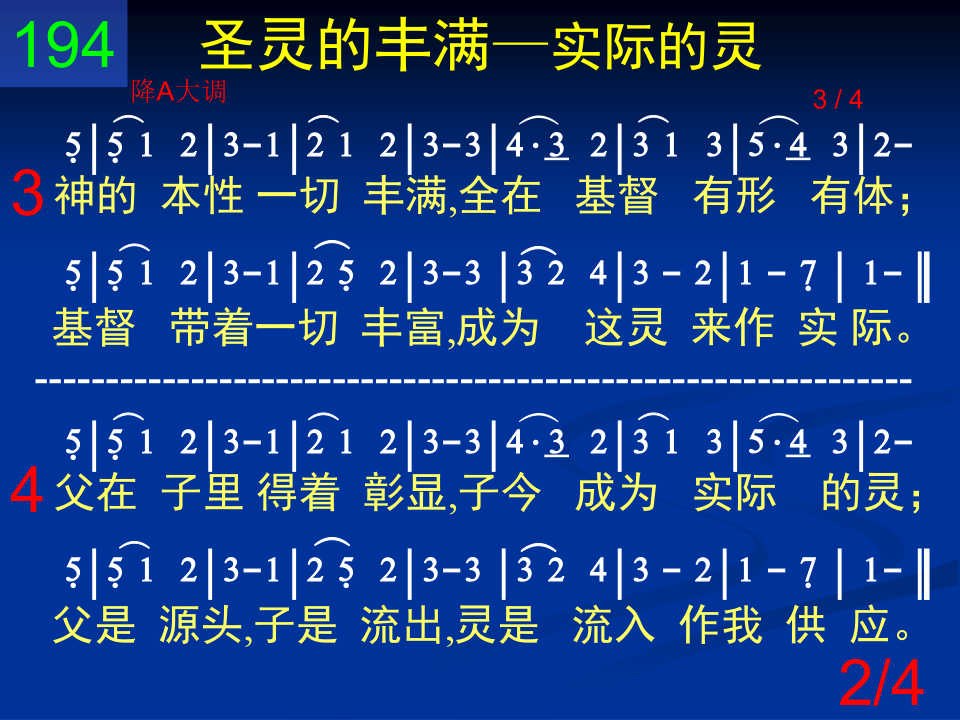 194 圣灵的丰满—实际的灵
降A大调 3 / 4
5̣|5̣ 1 2|3-1|2 1 2|3-3|4·3 2|3 1 3|5·4 3|2-
3 神的 本性 一切 丰满,全在 基督 有形 有体；
5̣|5̣ 1 2|3-1|2 5̣ 2|3-3|3 2 4|3-2|1-7̣|1-‖
基督 带着一切 丰富,成为 这灵 来作 实 际。
------------------------------------------------------------
5̣|5̣ 1 2|3-1|2 1 2|3-3|4·3 2|3 1 3|5·4 3|2-
4 父在 子里 得着 彰显,子今 成为 实际 的灵；
5̣|5̣ 1 2|3-1|2 5̣ 2|3-3|3 2 4|3-2|1-7̣|1-‖
父是 源头,子是 流出,灵是 流入 作我 供 应。
2/4